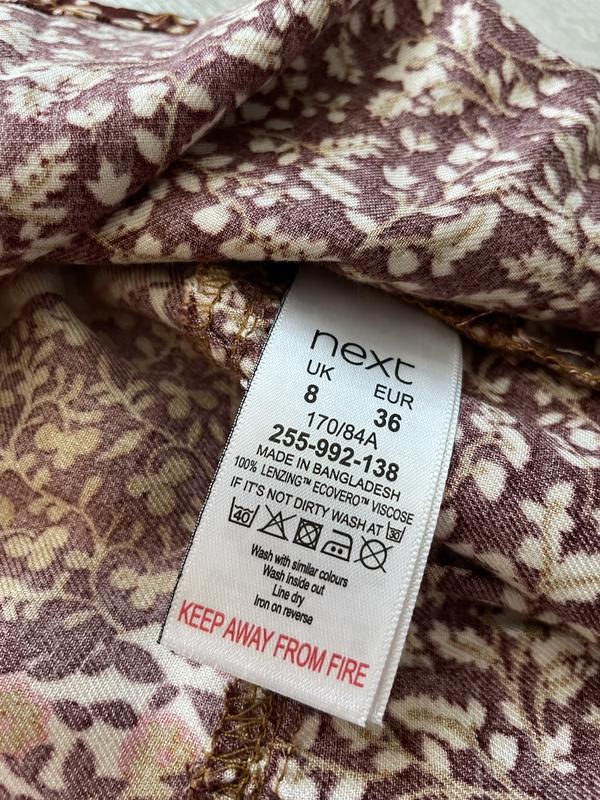 next
UK EUR
8 36
170/84A
255-992-138
MADE IN BANGLADESH
100% LENZING™ ECOVERO™ VISCOSE
IF IT'S NOT DIRTY WASH AT 30
40
Wash with similar colours
Wash inside out
Line dry
Iron on reverse
KEEP AWAY FROM FIRE